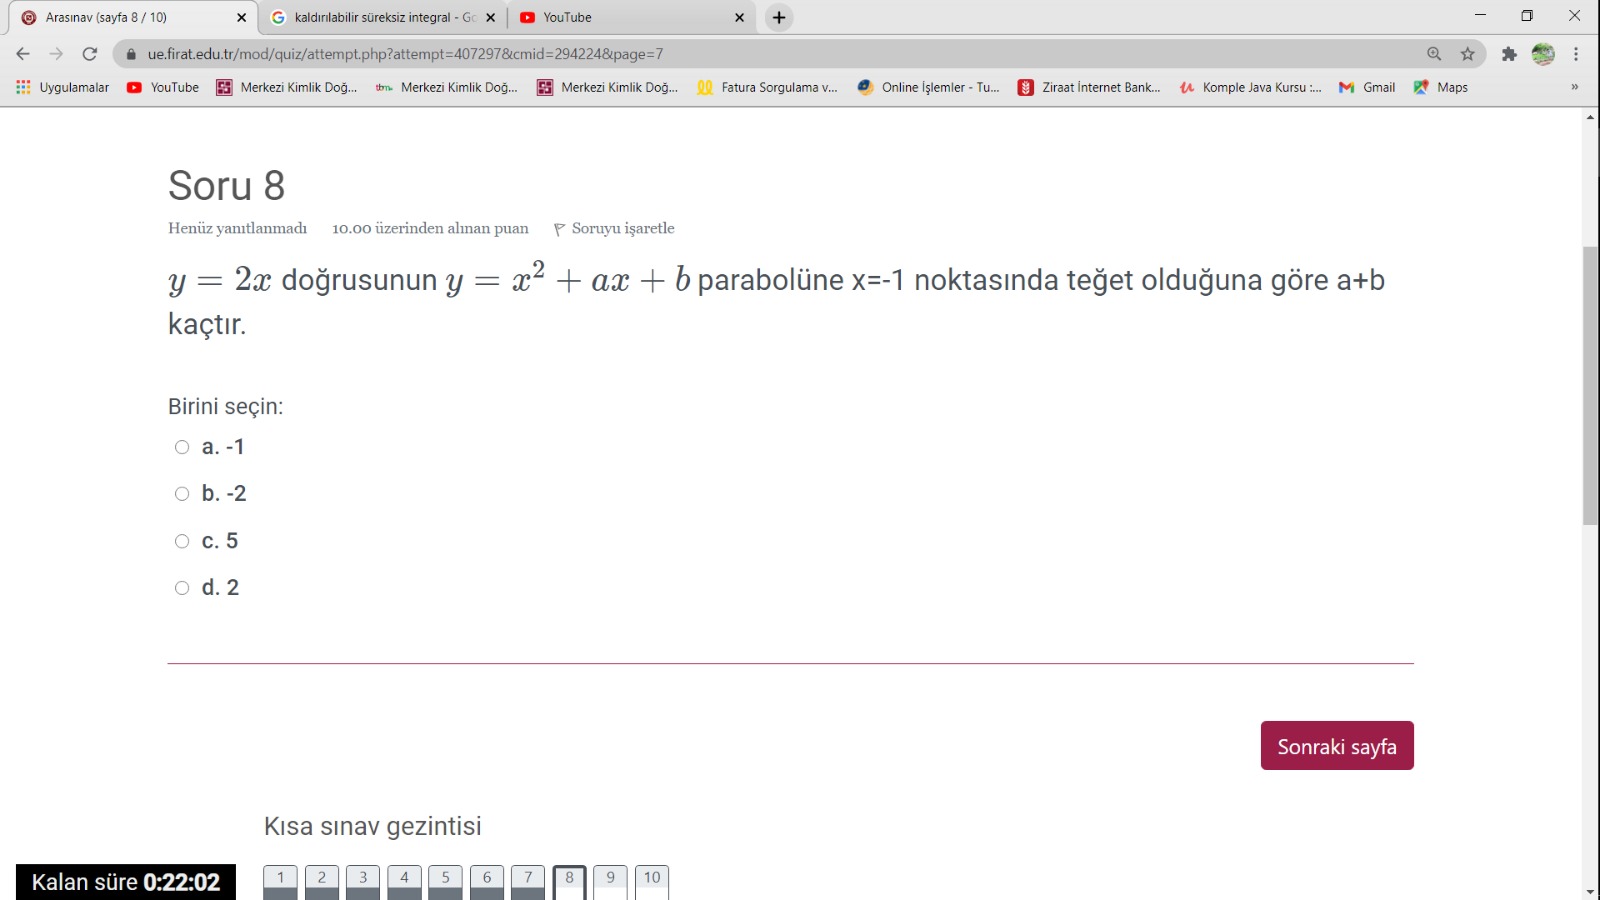 Arasınav (sayfa 8 / 10)
kaldırılabilir süreksiz integral - Go
YouTube
ue.firat.edu.tr/mod/quiz/attempt.php?attempt=407297&cmid=294224&page=7
Uygulamalar YouTube Merkezi Kimlik Doğ... Merkezi Kimlik Doğ... Merkezi Kimlik Doğ... Fatura Sorgulama v... Online İşlemler - Tu... Ziraat İnternet Bank... Komple Java Kursu :... Gmail Maps »
Soru 8
Henüz yanıtlanmadı 10.00 üzerinden alınan puan Soruyu işaretle
y = 2x doğrusunun y = x² + ax + b parabolüne x=-1 noktasında teğet olduğuna göre a+b
kaçtır.
Birini seçin:
a. -1
b. -2
c. 5
d. 2
Sonraki sayfa
Kısa sınav gezintisi
Kalan süre 0:22:02
1 2 3 4 5 6 7 8 9 10